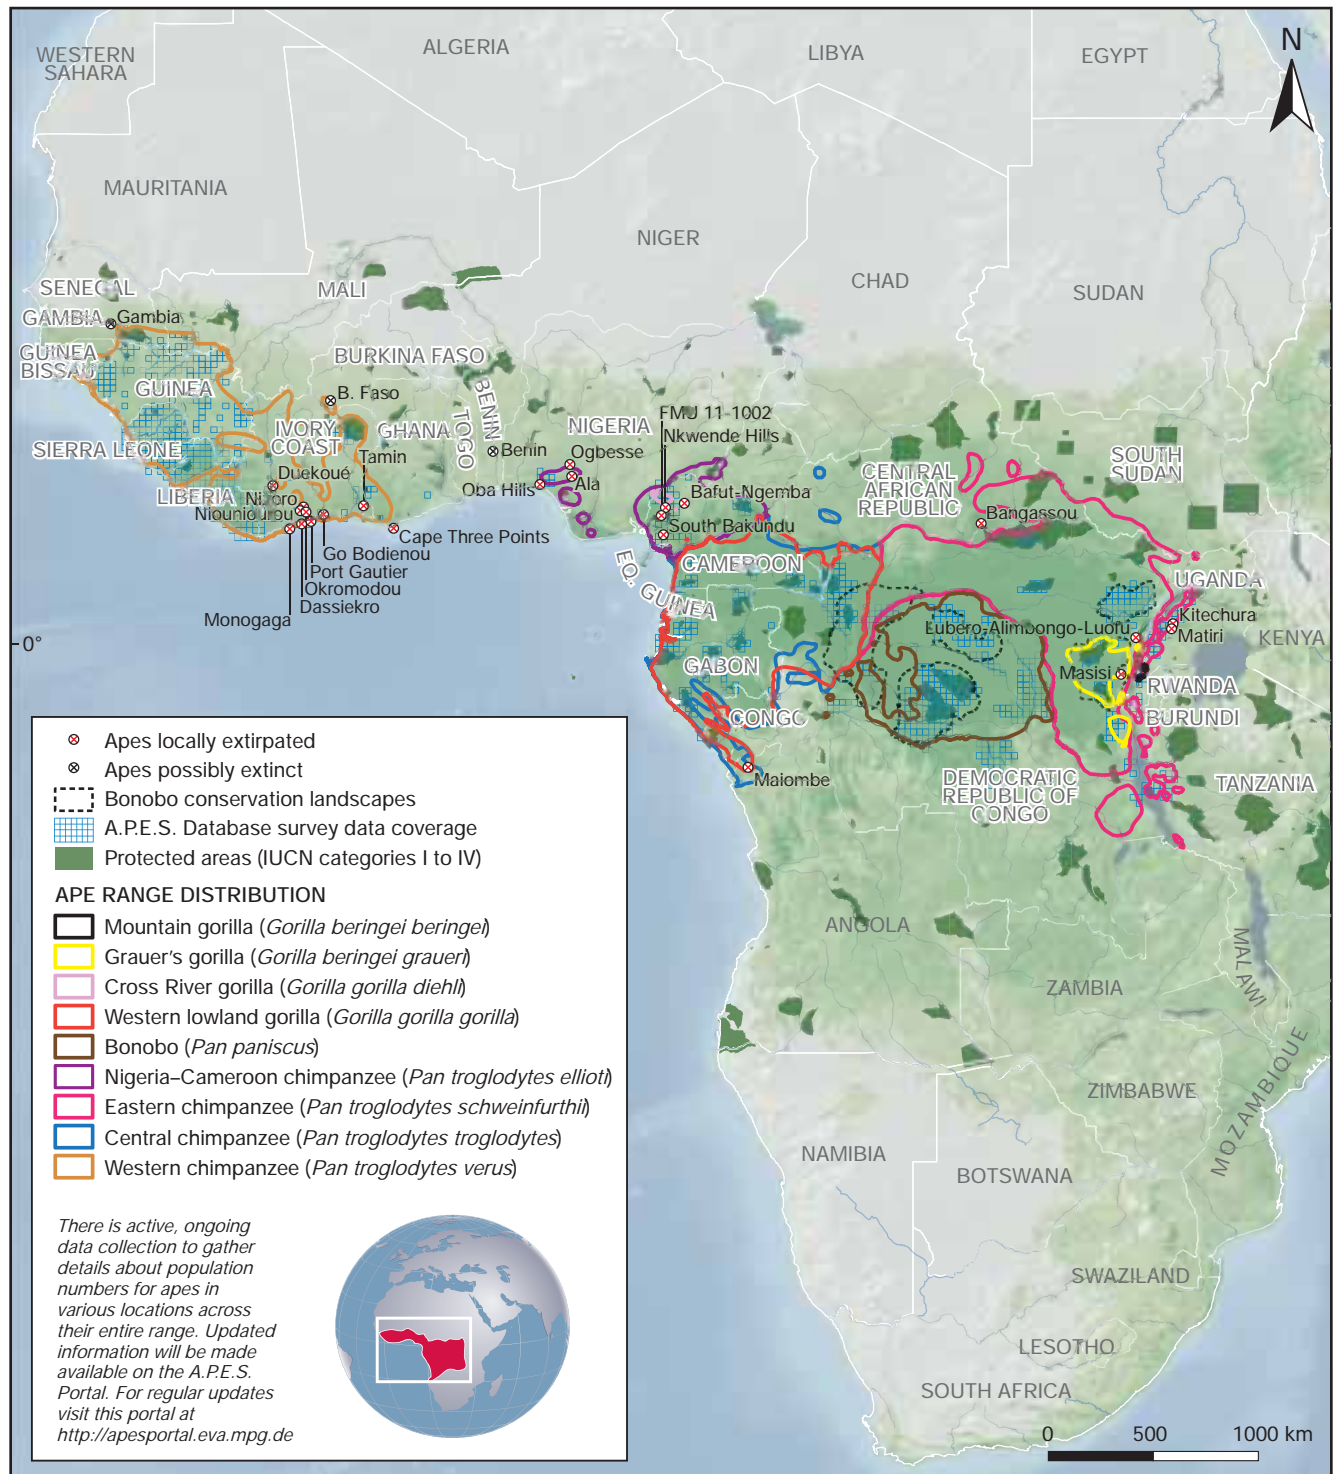 WESTERN
SAHARA
ALGERIA
LIBYA
EGYPT
N
MAURITANIA
NIGER
CHAD
SUDAN
MALI
SENEGAL
GAMBIA
Gambia
GUINEA
BISSAU
BURKINA FASO
GUINEA
B. Faso
BENIN
TOGO
IVORY
COAST
GHANA
NIGERIA
FMU 11-1002
Nkwende Hills
SIERRA LEONE
Tamin
Benin
Ogbesse
Ala
Oba Hills
Duekoué
LIBERIA
Nizoro
Niouniourou
Bafut-Ngemba
South Bakundu
CENTRAL
AFRICAN
REPUBLIC
SOUTH
SUDAN
Bangassou
Cape Three Points
Go Bodienou
Port Gautier
Okromodou
Dassiekro
Monogaga
EQ. GUINEA
CAMEROON
UGANDA
Kitechura
Matiri
KENYA
Lubero-Alimbongo-Luofu
0°
GABON
Masisi
RWANDA
BURUNDI
CONGO
Maiombe
DEMOCRATIC
REPUBLIC OF
CONGO
TANZANIA
Apes locally extirpated
Apes possibly extinct
Bonobo conservation landscapes
A.P.E.S. Database survey data coverage
Protected areas (IUCN categories I to IV)
APE RANGE DISTRIBUTION
Mountain gorilla (Gorilla beringei beringei)
Grauer's gorilla (Gorilla beringei graueri)
Cross River gorilla (Gorilla gorilla diehli)
Western lowland gorilla (Gorilla gorilla gorilla)
Bonobo (Pan paniscus)
Nigeria–Cameroon chimpanzee (Pan troglodytes ellioti)
Eastern chimpanzee (Pan troglodytes schweinfurthii)
Central chimpanzee (Pan troglodytes troglodytes)
Western chimpanzee (Pan troglodytes verus)
There is active, ongoing
data collection to gather
details about population
numbers for apes in
various locations across
their entire range. Updated
information will be made
available on the A.P.E.S.
Portal. For regular updates
visit this portal at
http://apesportal.eva.mpg.de
ANGOLA
MALAWI
ZAMBIA
MOZAMBIQUE
ZIMBABWE
NAMIBIA
BOTSWANA
SWAZILAND
LESOTHO
SOUTH AFRICA
0
500
1000 km